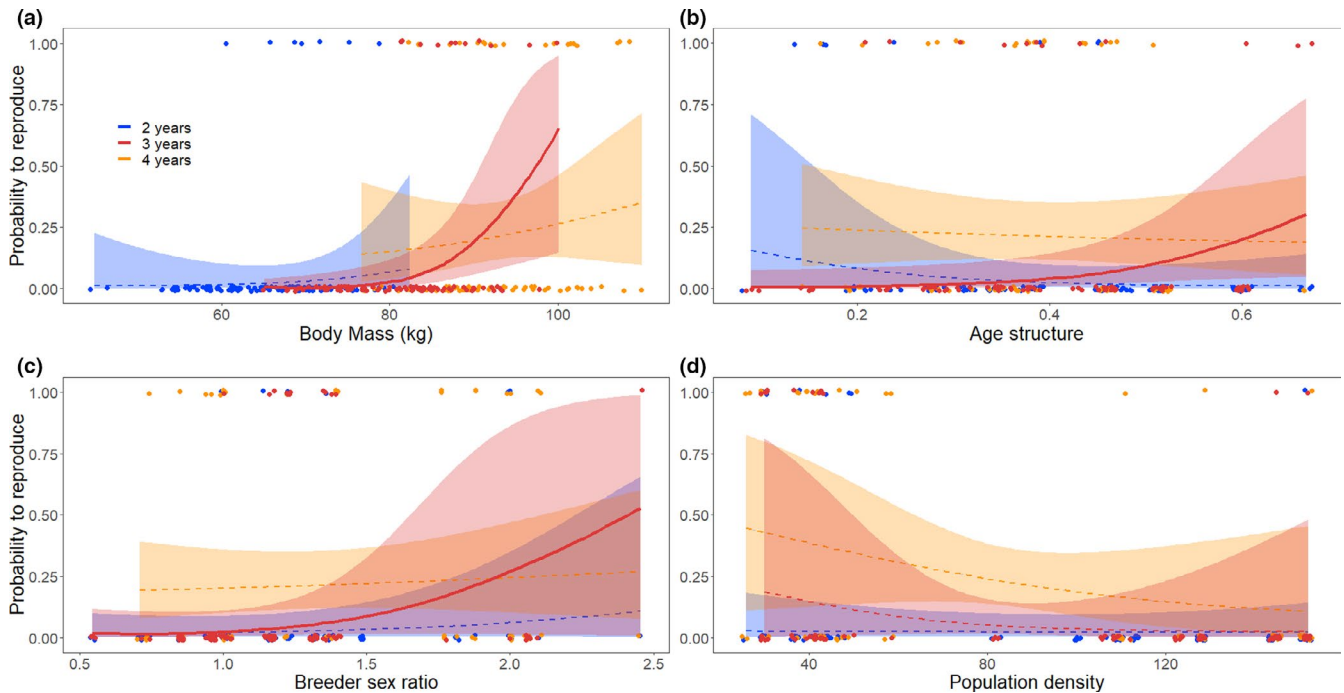 (a)
Probability to reproduce
1.00
0.75
0.50
0.25
0.00
2 years
3 years
4 years
60
80
100
Body Mass (kg)
(b)
1.00
0.75
0.50
0.25
0.00
0.2
0.4
0.6
Age structure
(c)
Probability to reproduce
1.00
0.75
0.50
0.25
0.00
0.5
1.0
1.5
2.0
2.5
Breeder sex ratio
(d)
1.00
0.75
0.50
0.25
0.00
40
80
120
Population density